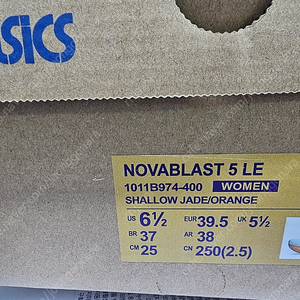 ASICS
NOVABLAST 5 LE
1011B974-400 WOMEN
SHALLOW JADE/ORANGE
US 6½ EUR 39.5 UK 5½
BR 37 AR 38
CM 25 CN 250(2.5)